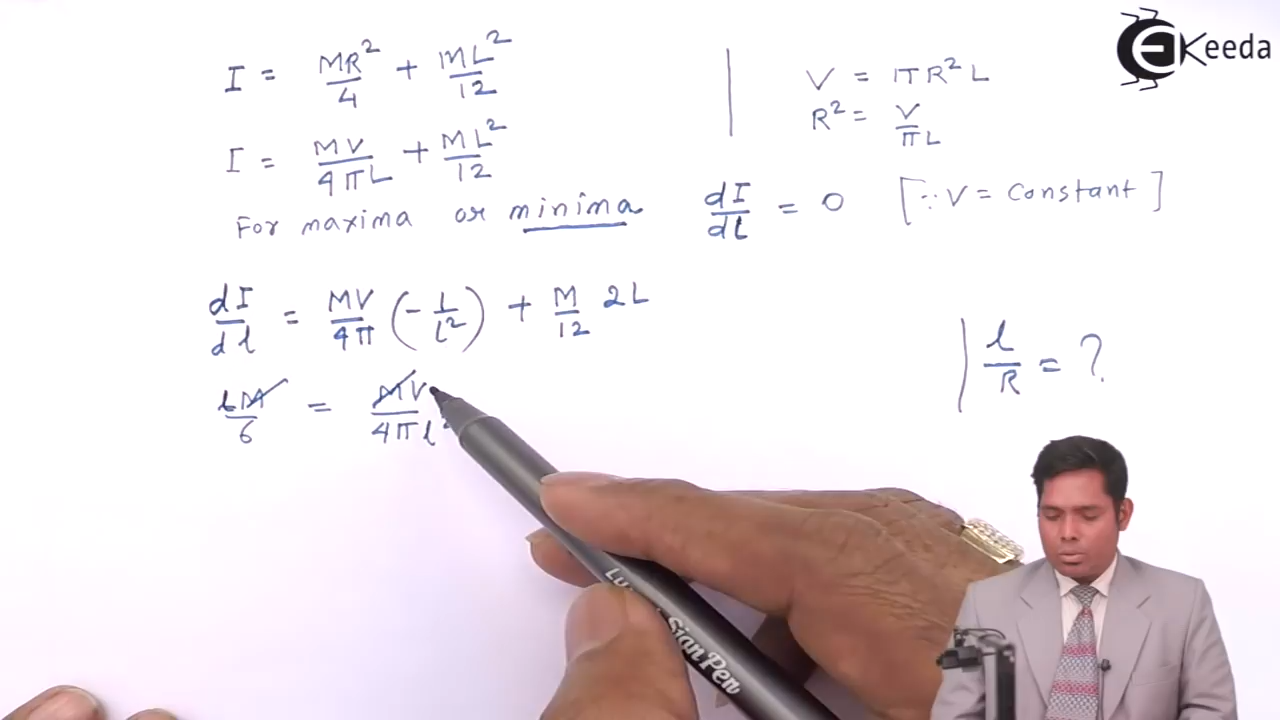 I = MR²/4 + ML²/12
V = πR²L
R² = V/πL
I = MV/4πL + ML²/12
For maxima or minima dI/dl = 0 [∵ V = Constant]
dI/dl = MV/4π (- 1/l²) + M/12 2L
l/R = ?
lM/6 = MV/4πl²
Keeda
Sign Pen